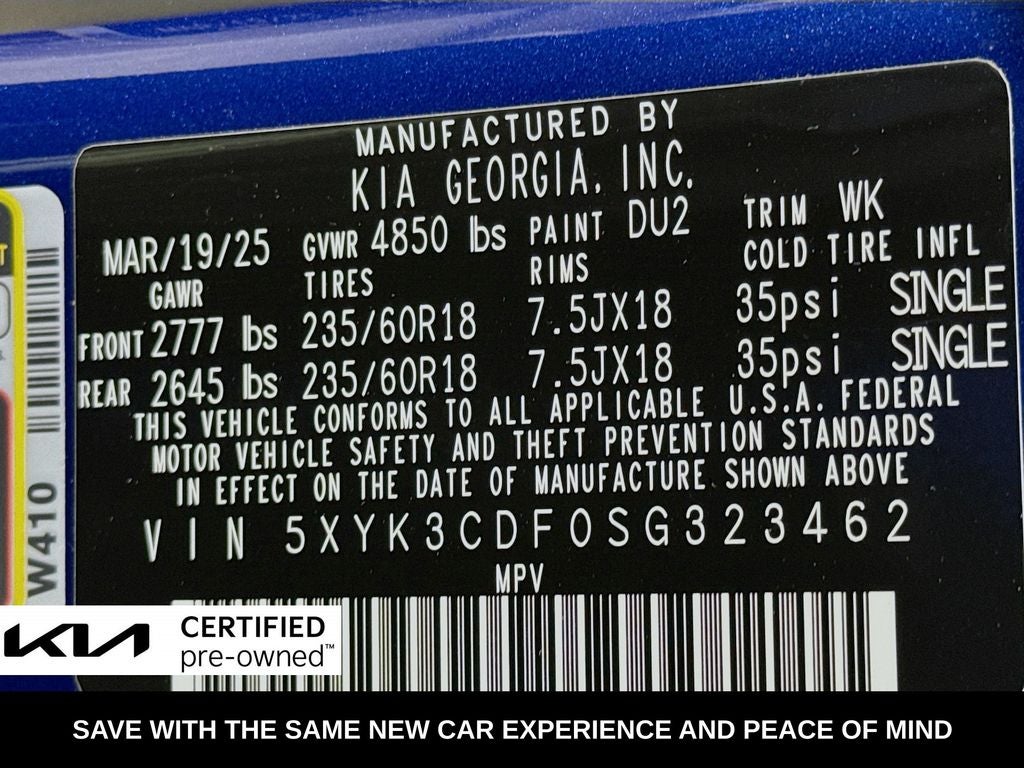 MANUFACTURED BY
KIA GEORGIA, INC.
MAR/19/25 GVWR 4850 lbs PAINT DU2 TRIM WK
GAWR TIRES RIMS COLD TIRE INFL
FRONT 2777 lbs 235/60R18 7.5JX18 35psi SINGLE
REAR 2645 lbs 235/60R18 7.5JX18 35psi SINGLE
THIS VEHICLE CONFORMS TO ALL APPLICABLE U.S.A. FEDERAL
MOTOR VEHICLE SAFETY AND THEFT PREVENTION STANDARDS
IN EFFECT ON THE DATE OF MANUFACTURE SHOWN ABOVE
VIN 5XYK3CDF0SG323462
MPV
W410
KIA CERTIFIED
pre-owned™
SAVE WITH THE SAME NEW CAR EXPERIENCE AND PEACE OF MIND